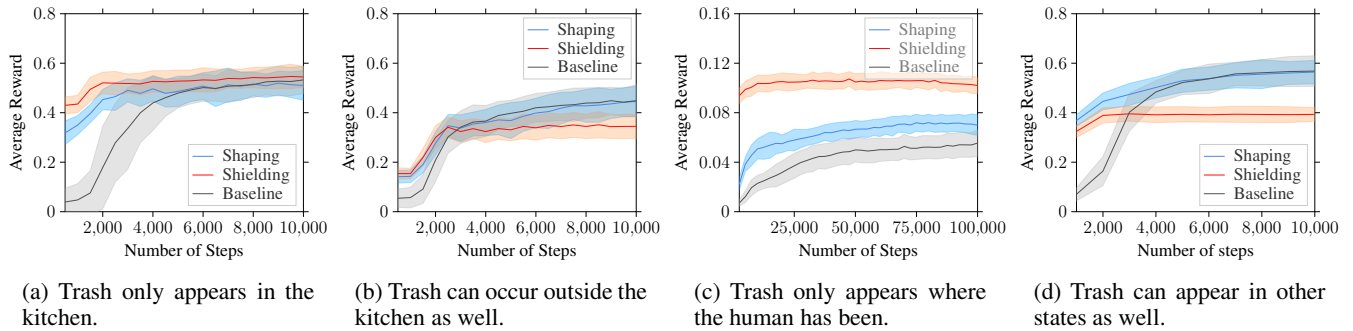 0.8
0.6
0.4
0.2
0
Average Reward
2,000 4,000 6,000 8,000 10,000
Number of Steps
Shaping
Shielding
Baseline
(a) Trash only appears in the
kitchen.
0.8
0.6
0.4
0.2
0
Average Reward
2,000 4,000 6,000 8,000 10,000
Number of Steps
Shaping
Shielding
Baseline
(b) Trash can occur outside the
kitchen as well.
0.16
0.12
0.08
0.04
0
Average Reward
25,000 50,000 75,000 100,000
Number of Steps
Shaping
Shielding
Baseline
(c) Trash only appears where
the human has been.
0.8
0.6
0.4
0.2
0
Average Reward
2,000 4,000 6,000 8,000 10,000
Number of steps
Shaping
Shielding
Baseline
(d) Trash can appear in other
states as well.